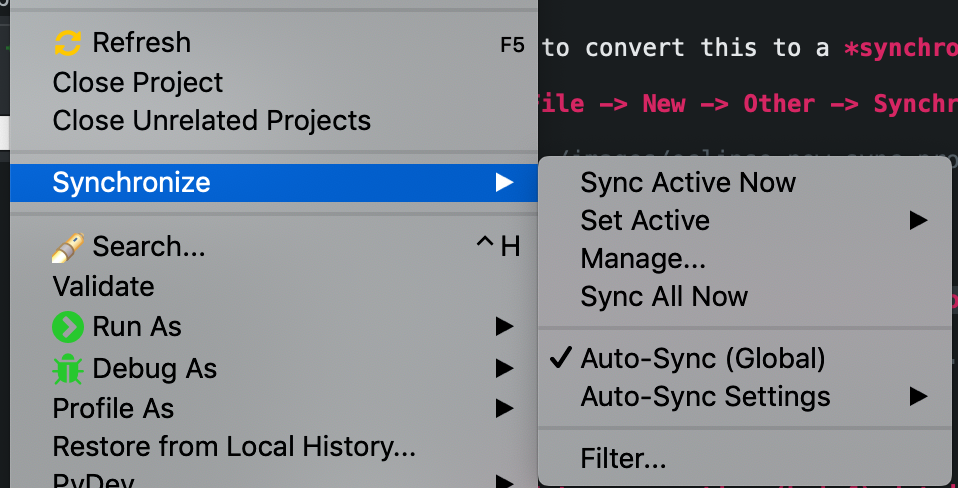 Refresh F5
Close Project
Close Unrelated Projects
Synchronize
Search... ^ H
Validate
Run As
Debug As
Profile As
Restore from Local History...
PyDev
to convert this to a *synchro
ile -> New -> Other -> Synchr
Sync Active Now
Set Active
Manage...
Sync All Now
Auto-Sync (Global)
Auto-Sync Settings
Filter...